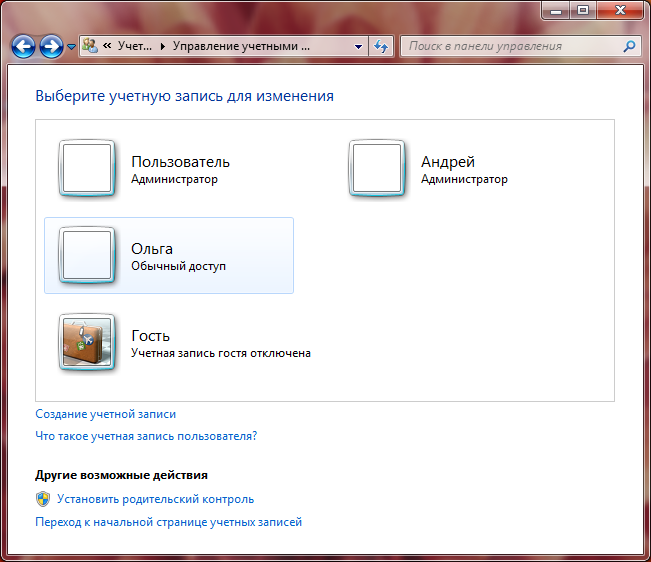 « Учет... ▸ Управление учетными ...
Поиск в панели управления
Выберите учетную запись для изменения
Пользователь
Администратор
Андрей
Администратор
Ольга
Обычный доступ
Гость
Учетная запись гостя отключена
Создание учетной записи
Что такое учетная запись пользователя?
Другие возможные действия
Установить родительский контроль
Переход к начальной странице учетных записей